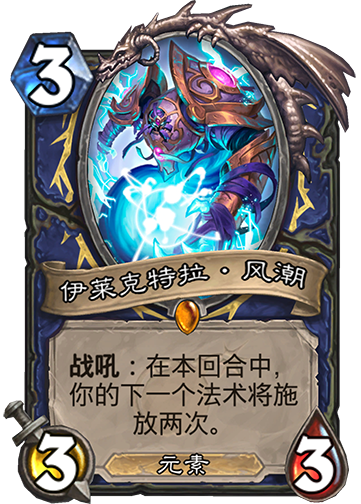 3
伊莱克特拉·风潮
战吼：在本回合中，
你的下一个法术将施
放两次。
3
元素
3